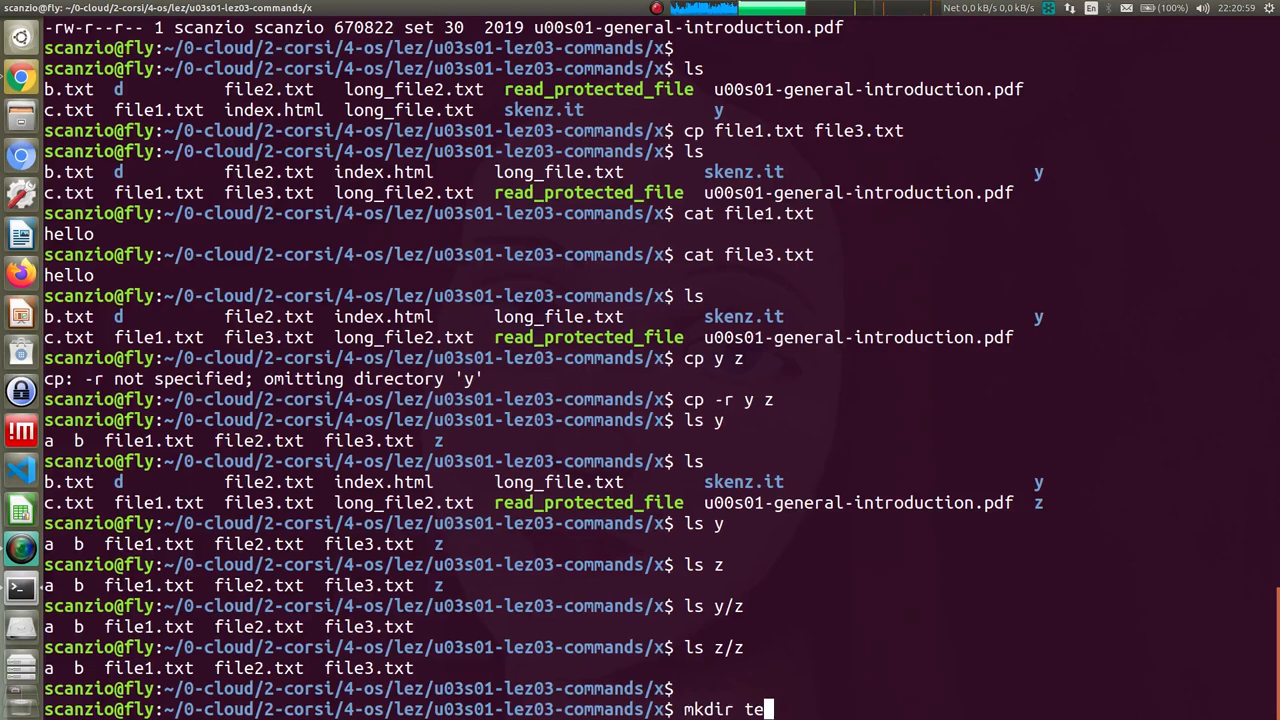 scanzio@fly: ~/0-cloud/2-corsi/4-os/lez/u03s01-lez03-commands/x
Net 0,0 kB/s 0,0 kB/s
En
(100%)
22:20:59
-rw-r--r-- 1 scanzio scanzio 670822 set 30  2019 u00s01-general-introduction.pdf
scanzio@fly:~/0-cloud/2-corsi/4-os/lez/u03s01-lez03-commands/x$
scanzio@fly:~/0-cloud/2-corsi/4-os/lez/u03s01-lez03-commands/x$ ls
b.txt  d          file2.txt   long_file2.txt  read_protected_file  u00s01-general-introduction.pdf
c.txt  file1.txt  index.html  long_file.txt   skenz.it             y
scanzio@fly:~/0-cloud/2-corsi/4-os/lez/u03s01-lez03-commands/x$ cp file1.txt file3.txt
scanzio@fly:~/0-cloud/2-corsi/4-os/lez/u03s01-lez03-commands/x$ ls
b.txt  d          file2.txt  index.html      long_file.txt        skenz.it                         y
c.txt  file1.txt  file3.txt  long_file2.txt  read_protected_file  u00s01-general-introduction.pdf
scanzio@fly:~/0-cloud/2-corsi/4-os/lez/u03s01-lez03-commands/x$ cat file1.txt
hello
scanzio@fly:~/0-cloud/2-corsi/4-os/lez/u03s01-lez03-commands/x$ cat file3.txt
hello
scanzio@fly:~/0-cloud/2-corsi/4-os/lez/u03s01-lez03-commands/x$ ls
b.txt  d          file2.txt  index.html      long_file.txt        skenz.it                         y
c.txt  file1.txt  file3.txt  long_file2.txt  read_protected_file  u00s01-general-introduction.pdf
scanzio@fly:~/0-cloud/2-corsi/4-os/lez/u03s01-lez03-commands/x$ cp y z
cp: -r not specified; omitting directory 'y'
scanzio@fly:~/0-cloud/2-corsi/4-os/lez/u03s01-lez03-commands/x$ cp -r y z
scanzio@fly:~/0-cloud/2-corsi/4-os/lez/u03s01-lez03-commands/x$ ls y
a  b  file1.txt  file2.txt  file3.txt  z
scanzio@fly:~/0-cloud/2-corsi/4-os/lez/u03s01-lez03-commands/x$ ls
b.txt  d          file2.txt  index.html      long_file.txt        skenz.it                         y
c.txt  file1.txt  file3.txt  long_file2.txt  read_protected_file  u00s01-general-introduction.pdf  z
scanzio@fly:~/0-cloud/2-corsi/4-os/lez/u03s01-lez03-commands/x$ ls y
a  b  file1.txt  file2.txt  file3.txt  z
scanzio@fly:~/0-cloud/2-corsi/4-os/lez/u03s01-lez03-commands/x$ ls z
a  b  file1.txt  file2.txt  file3.txt  z
scanzio@fly:~/0-cloud/2-corsi/4-os/lez/u03s01-lez03-commands/x$ ls y/z
a  b  file1.txt  file2.txt  file3.txt
scanzio@fly:~/0-cloud/2-corsi/4-os/lez/u03s01-lez03-commands/x$ ls z/z
a  b  file1.txt  file2.txt  file3.txt
scanzio@fly:~/0-cloud/2-corsi/4-os/lez/u03s01-lez03-commands/x$
scanzio@fly:~/0-cloud/2-corsi/4-os/lez/u03s01-lez03-commands/x$ mkdir te